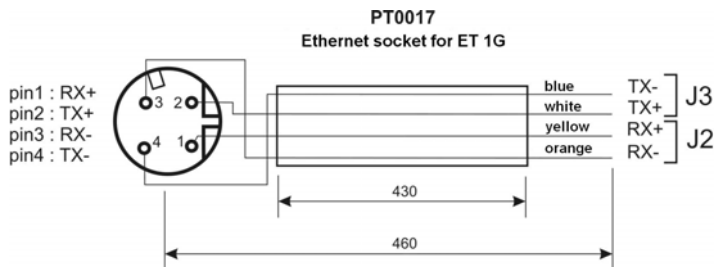 PT0017
Ethernet socket for ET 1G
pin1 : RX+
pin2 : TX+
pin3 : RX-
pin4 : TX-
3 2
4 1
blue TX-
white TX+
J3
yellow RX+
orange RX-
J2
430
460